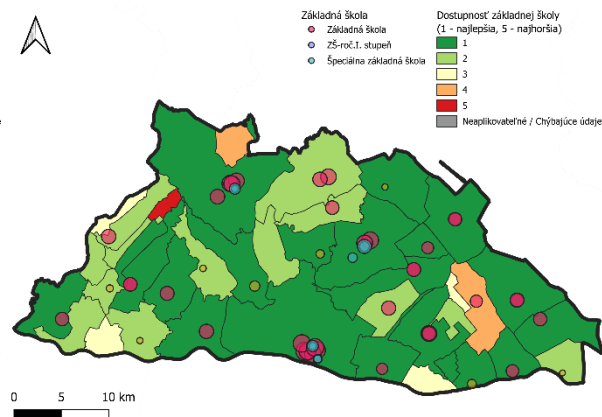 Základná škola
Základná škola
ZŠ-roč.I. stupeň
Špeciálna základná škola
Dostupnosť základnej školy
(1 - najlepšia, 5 - najhoršia)
1
2
3
4
5
Neaplikovateľné / Chýbajúce údaje
0 5 10 km